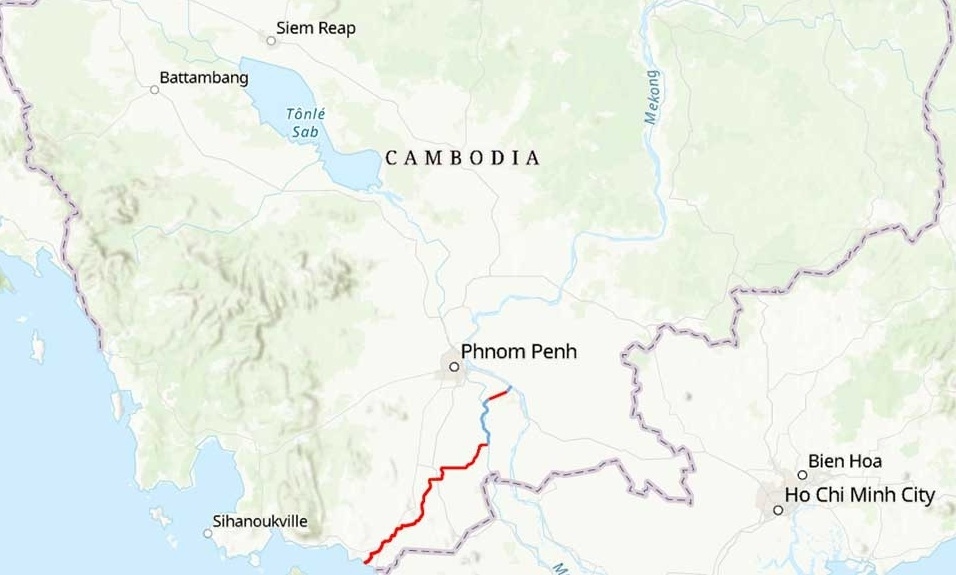 Siem Reap
Battambang
Tônlé
Sab
Mekong
CAMBODIA
Phnom Penh
Bien Hoa
Ho Chi Minh City
Sihanoukville